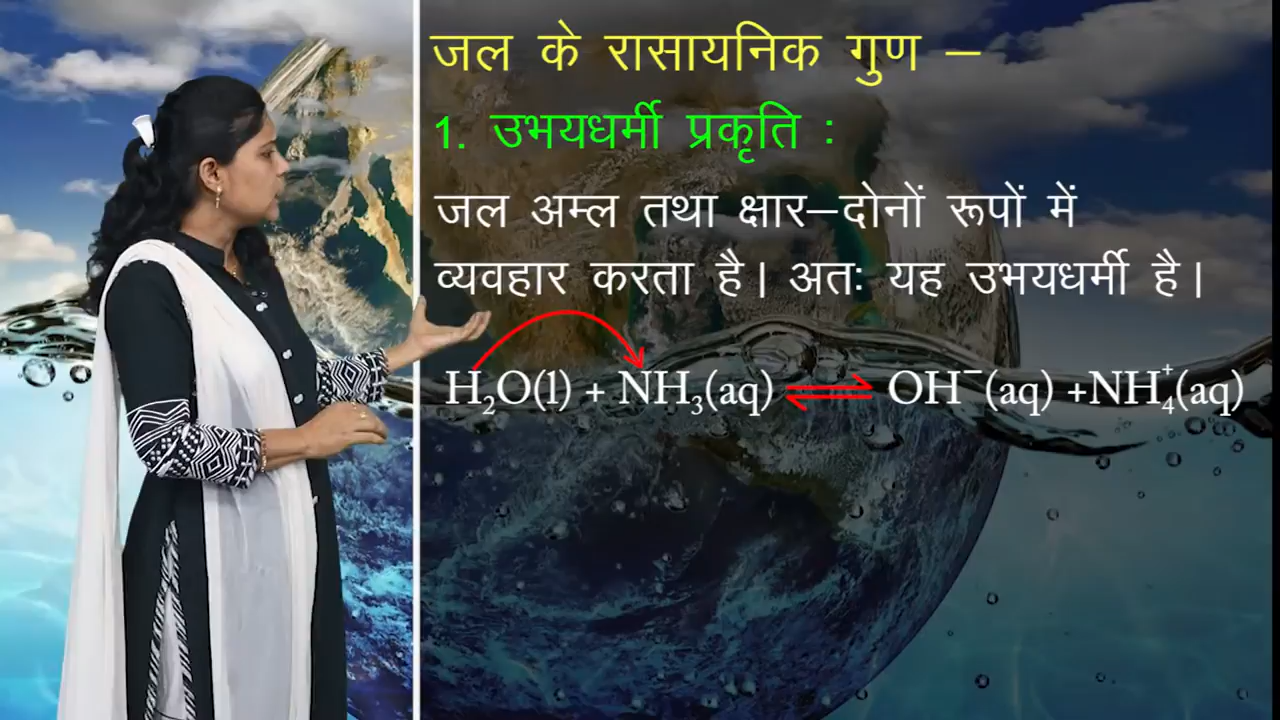 जल के रासायनिक गुण –
1. उभयधर्मी प्रकृति :
जल अम्ल तथा क्षार–दोनों रूपों में
व्यवहार करता है। अतः यह उभयधर्मी है।
H₂O(l) + NH₃(aq) ⇌ OH⁻(aq) +NH₄⁺(aq)